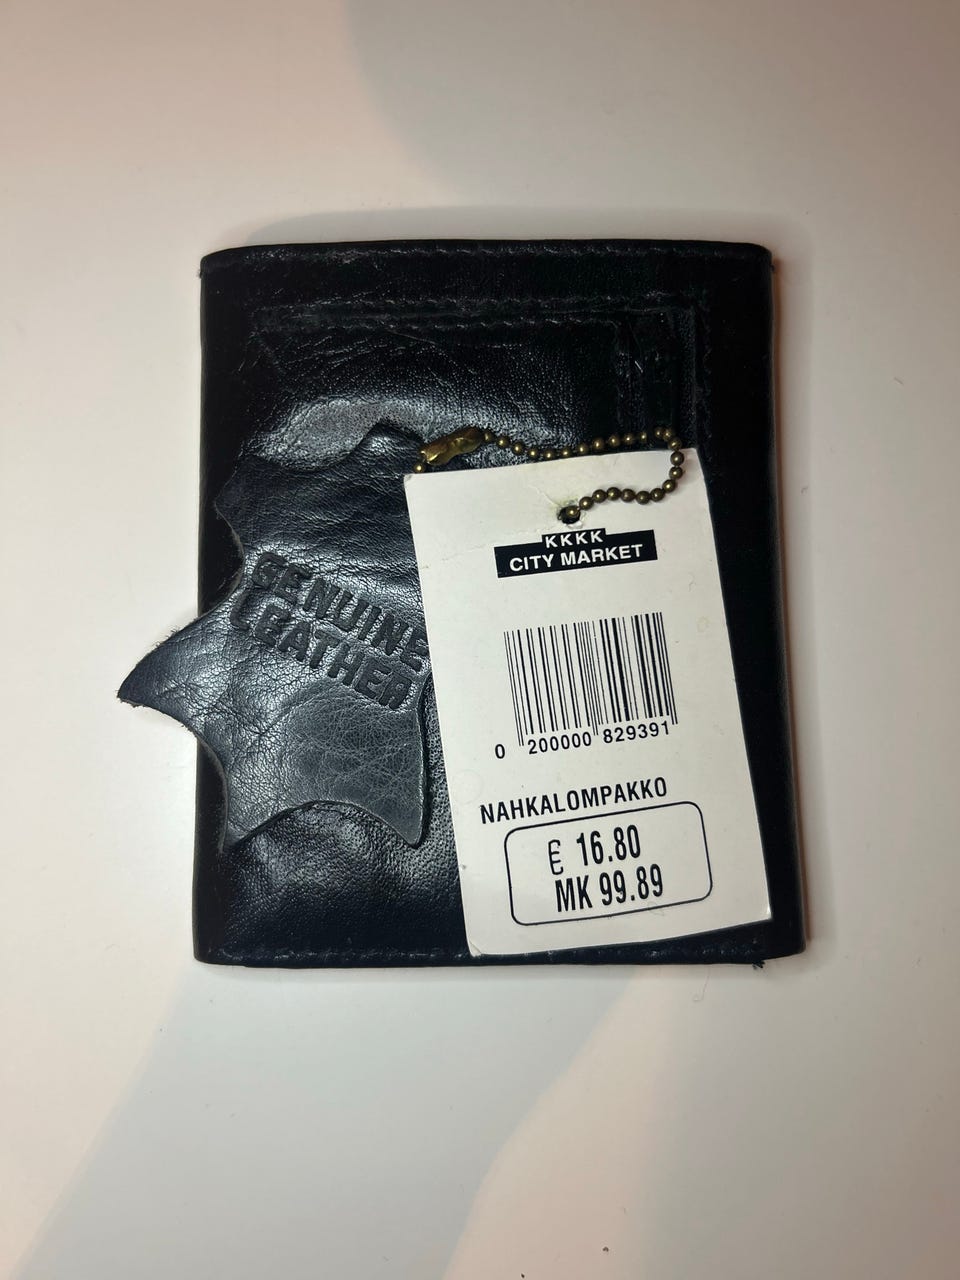 GENUINE
LEATHER
KKKK
CITY MARKET
0 200000 829391
NAHKALOMPAKKO
€ 16.80
MK 99.89